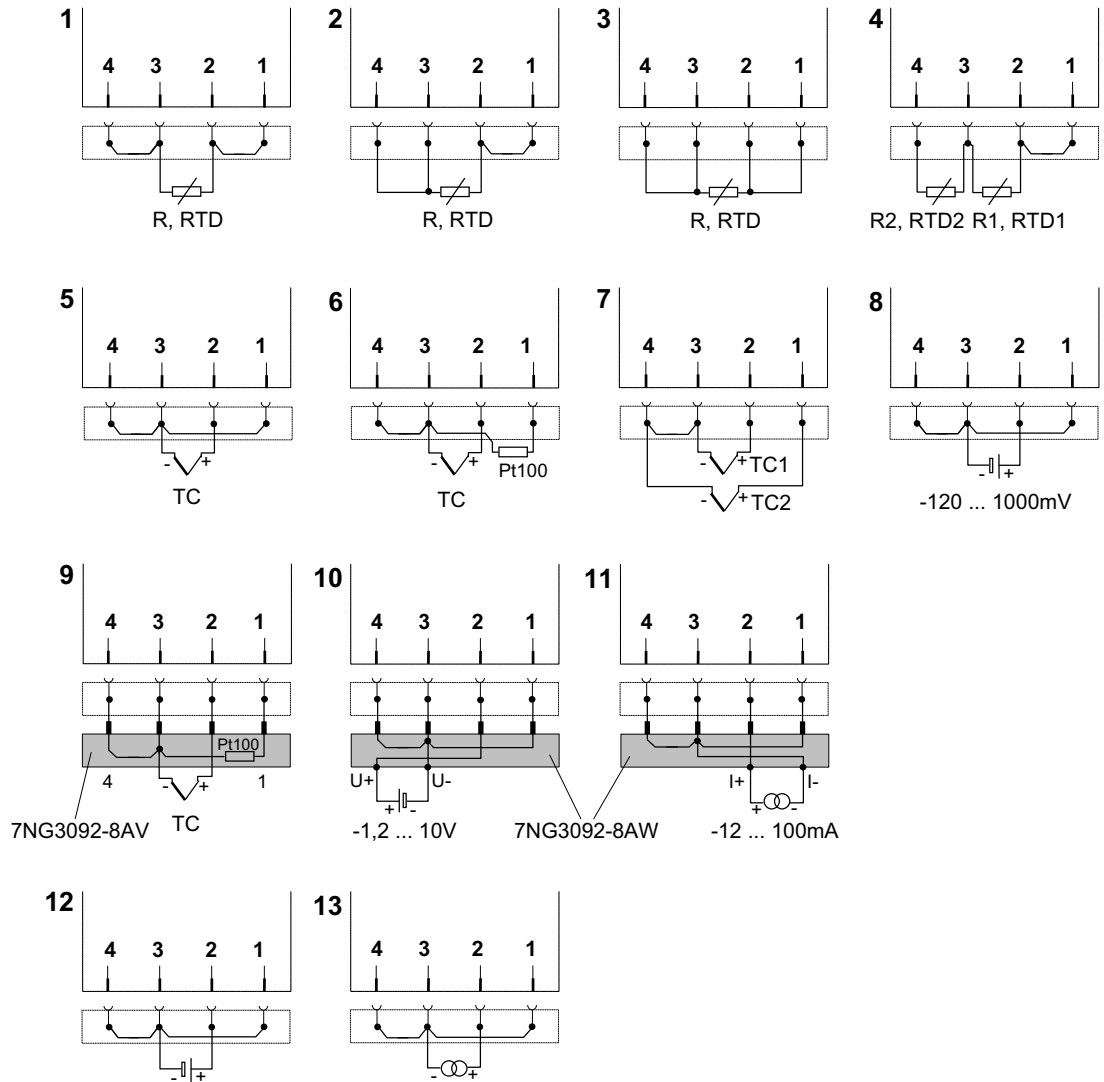 1 2 3 4
4 3 2 1 4 3 2 1 4 3 2 1 4 3 2 1
R, RTD R, RTD R, RTD R2, RTD2 R1, RTD1
5 6 7 8
4 3 2 1 4 3 2 1 4 3 2 1 4 3 2 1
- + - + Pt100 - + TC1 - +
TC TC - + TC2 -120 ... 1000mV
9 10 11
4 3 2 1 4 3 2 1 4 3 2 1
Pt100
4 - + 1 U+ U- I+ I-
TC + - + -
7NG3092-8AV -1,2 ... 10V 7NG3092-8AW -12 ... 100mA
12 13
4 3 2 1 4 3 2 1
- + - +